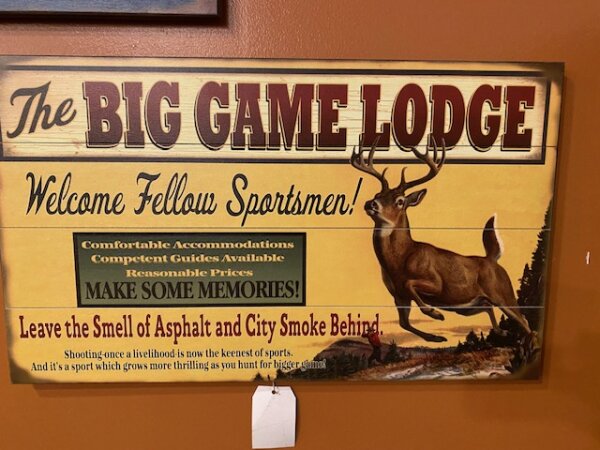 The BIG GAME LODGE
Welcome Fellow Sportsmen!
Comfortable Accommodations
Competent Guides Available
Reasonable Prices
MAKE SOME MEMORIES!
Leave the Smell of Asphalt and City Smoke Behind.
Shooting once a livelihood is now the keenest of sports.
And it's a sport which grows more thrilling as you hunt for bigger game!